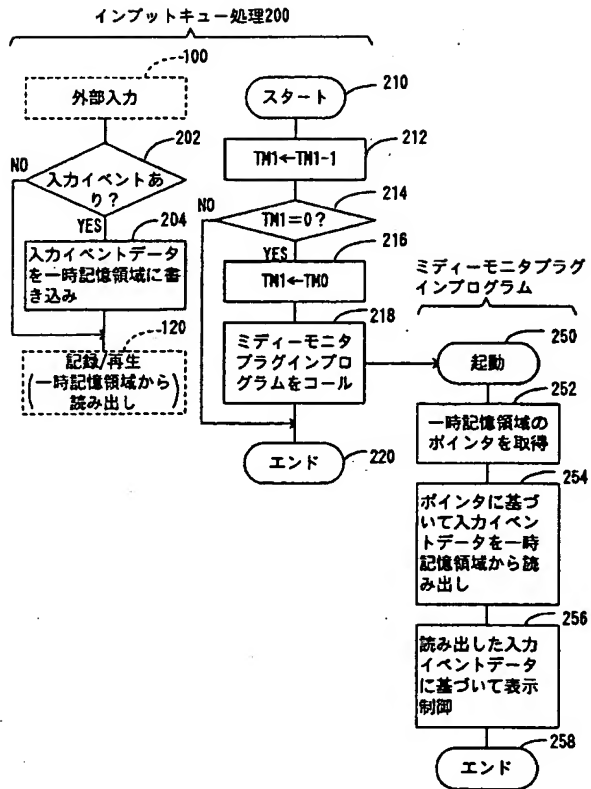 インプットキュー処理200
100
外部入力
202
NO
入力イベントあ
り?
YES
204
入力イベントデータ
を一時記憶領域に書
き込み
120
記録/再生
(一時記憶領域から
読み出し)
スタート
210
212
TM1←TM1-1
214
NO
TM1=0?
YES
216
TM1←TM0
218
ミディーモニタ
プラグインプロ
グラムをコール
エンド
220
ミディーモニタプラグ
インプログラム
250
起動
252
一時記憶領域の
ポインタを取得
254
ポインタに基づ
いて入力イベン
トデータを一時
記憶領域から読
み出し
256
読み出した入力
イベントデータ
に基づいて表示
制御
258
エンド